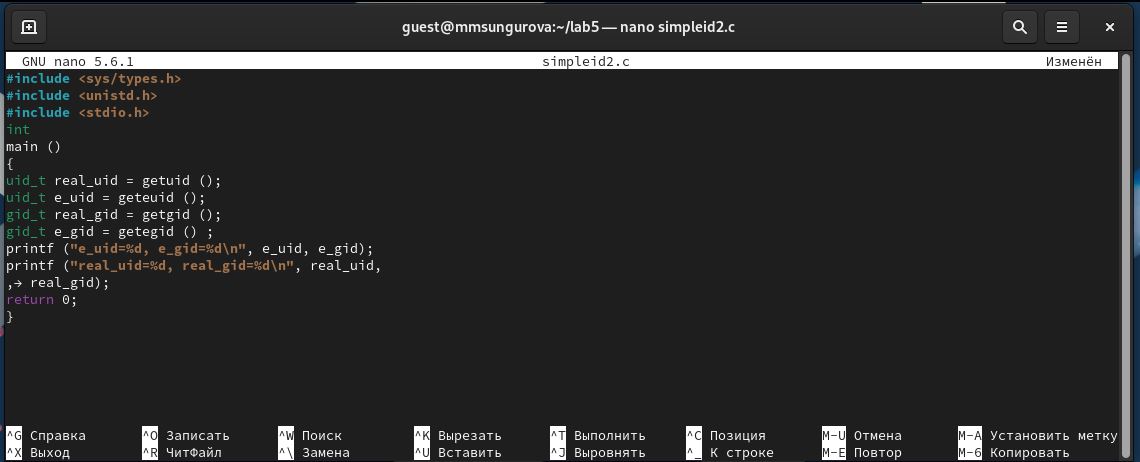 guest@mmsungurova:~/lab5 — nano simpleid2.c
GNU nano 5.6.1 simpleid2.c Изменён
#include <sys/types.h>
#include <unistd.h>
#include <stdio.h>
int
main ()
{
uid_t real_uid = getuid ();
uid_t e_uid = geteuid ();
gid_t real_gid = getgid ();
gid_t e_gid = getegid () ;
printf ("e_uid=%d, e_gid=%d\n", e_uid, e_gid);
printf ("real_uid=%d, real_gid=%d\n", real_uid,
,→ real_gid);
return 0;
}
^G Справка ^O Записать ^W Поиск ^K Вырезать ^T Выполнить ^C Позиция M-U Отмена M-A Установить метку
^X Выход ^R ЧитФайл ^\ Замена ^U Вставить ^J Выровнять ^_ К строке M-E Повтор M-6 Копировать